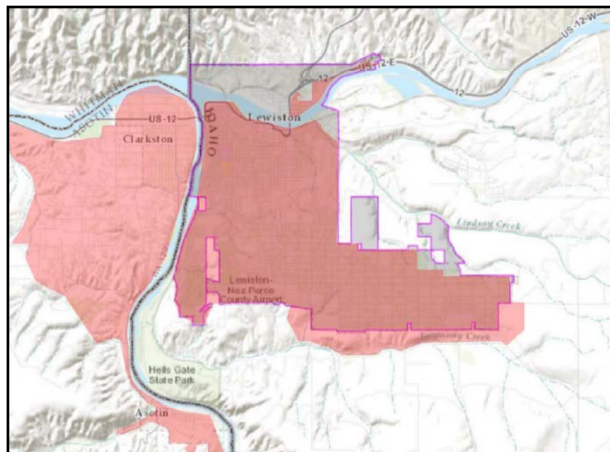 US-12-W
US-12-E
12
12
WHITMAN
ASOTIN
US-12
IDAHO
Lewiston
Clarkston
Lindsay Creek
Lewiston-
Nez Perce
County Airport
Hells Gate
State Park
Asotin